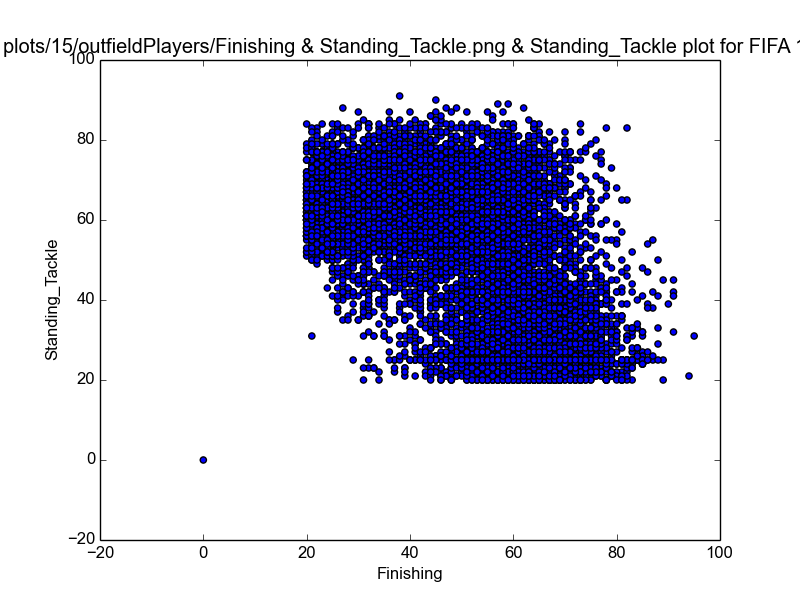 plots/15/outfieldPlayers/Finishing & Standing_Tackle.png & Standing_Tackle plot for FIFA 1
100
80
60
40
20
0
−20
Standing_Tackle
−20 0 20 40 60 80 100
Finishing